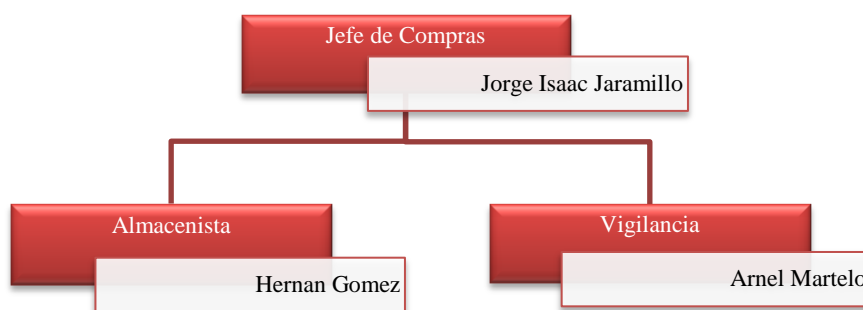 Jefe de Compras
Jorge Isaac Jaramillo
Almacenista
Hernan Gomez
Vigilancia
Arnel Martelo